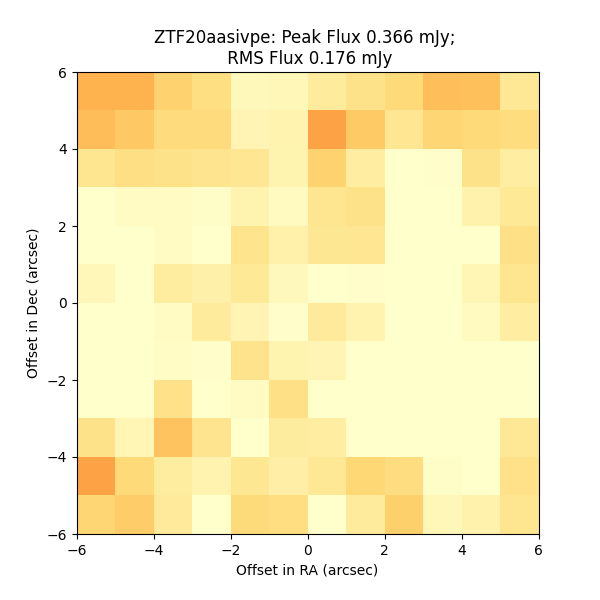 ZTF20aasivpe: Peak Flux 0.366 mJy;
RMS Flux 0.176 mJy
6
4
2
0
−2
−4
−6
Offset in Dec (arcsec)
−6 −4 −2 0 2 4 6
Offset in RA (arcsec)